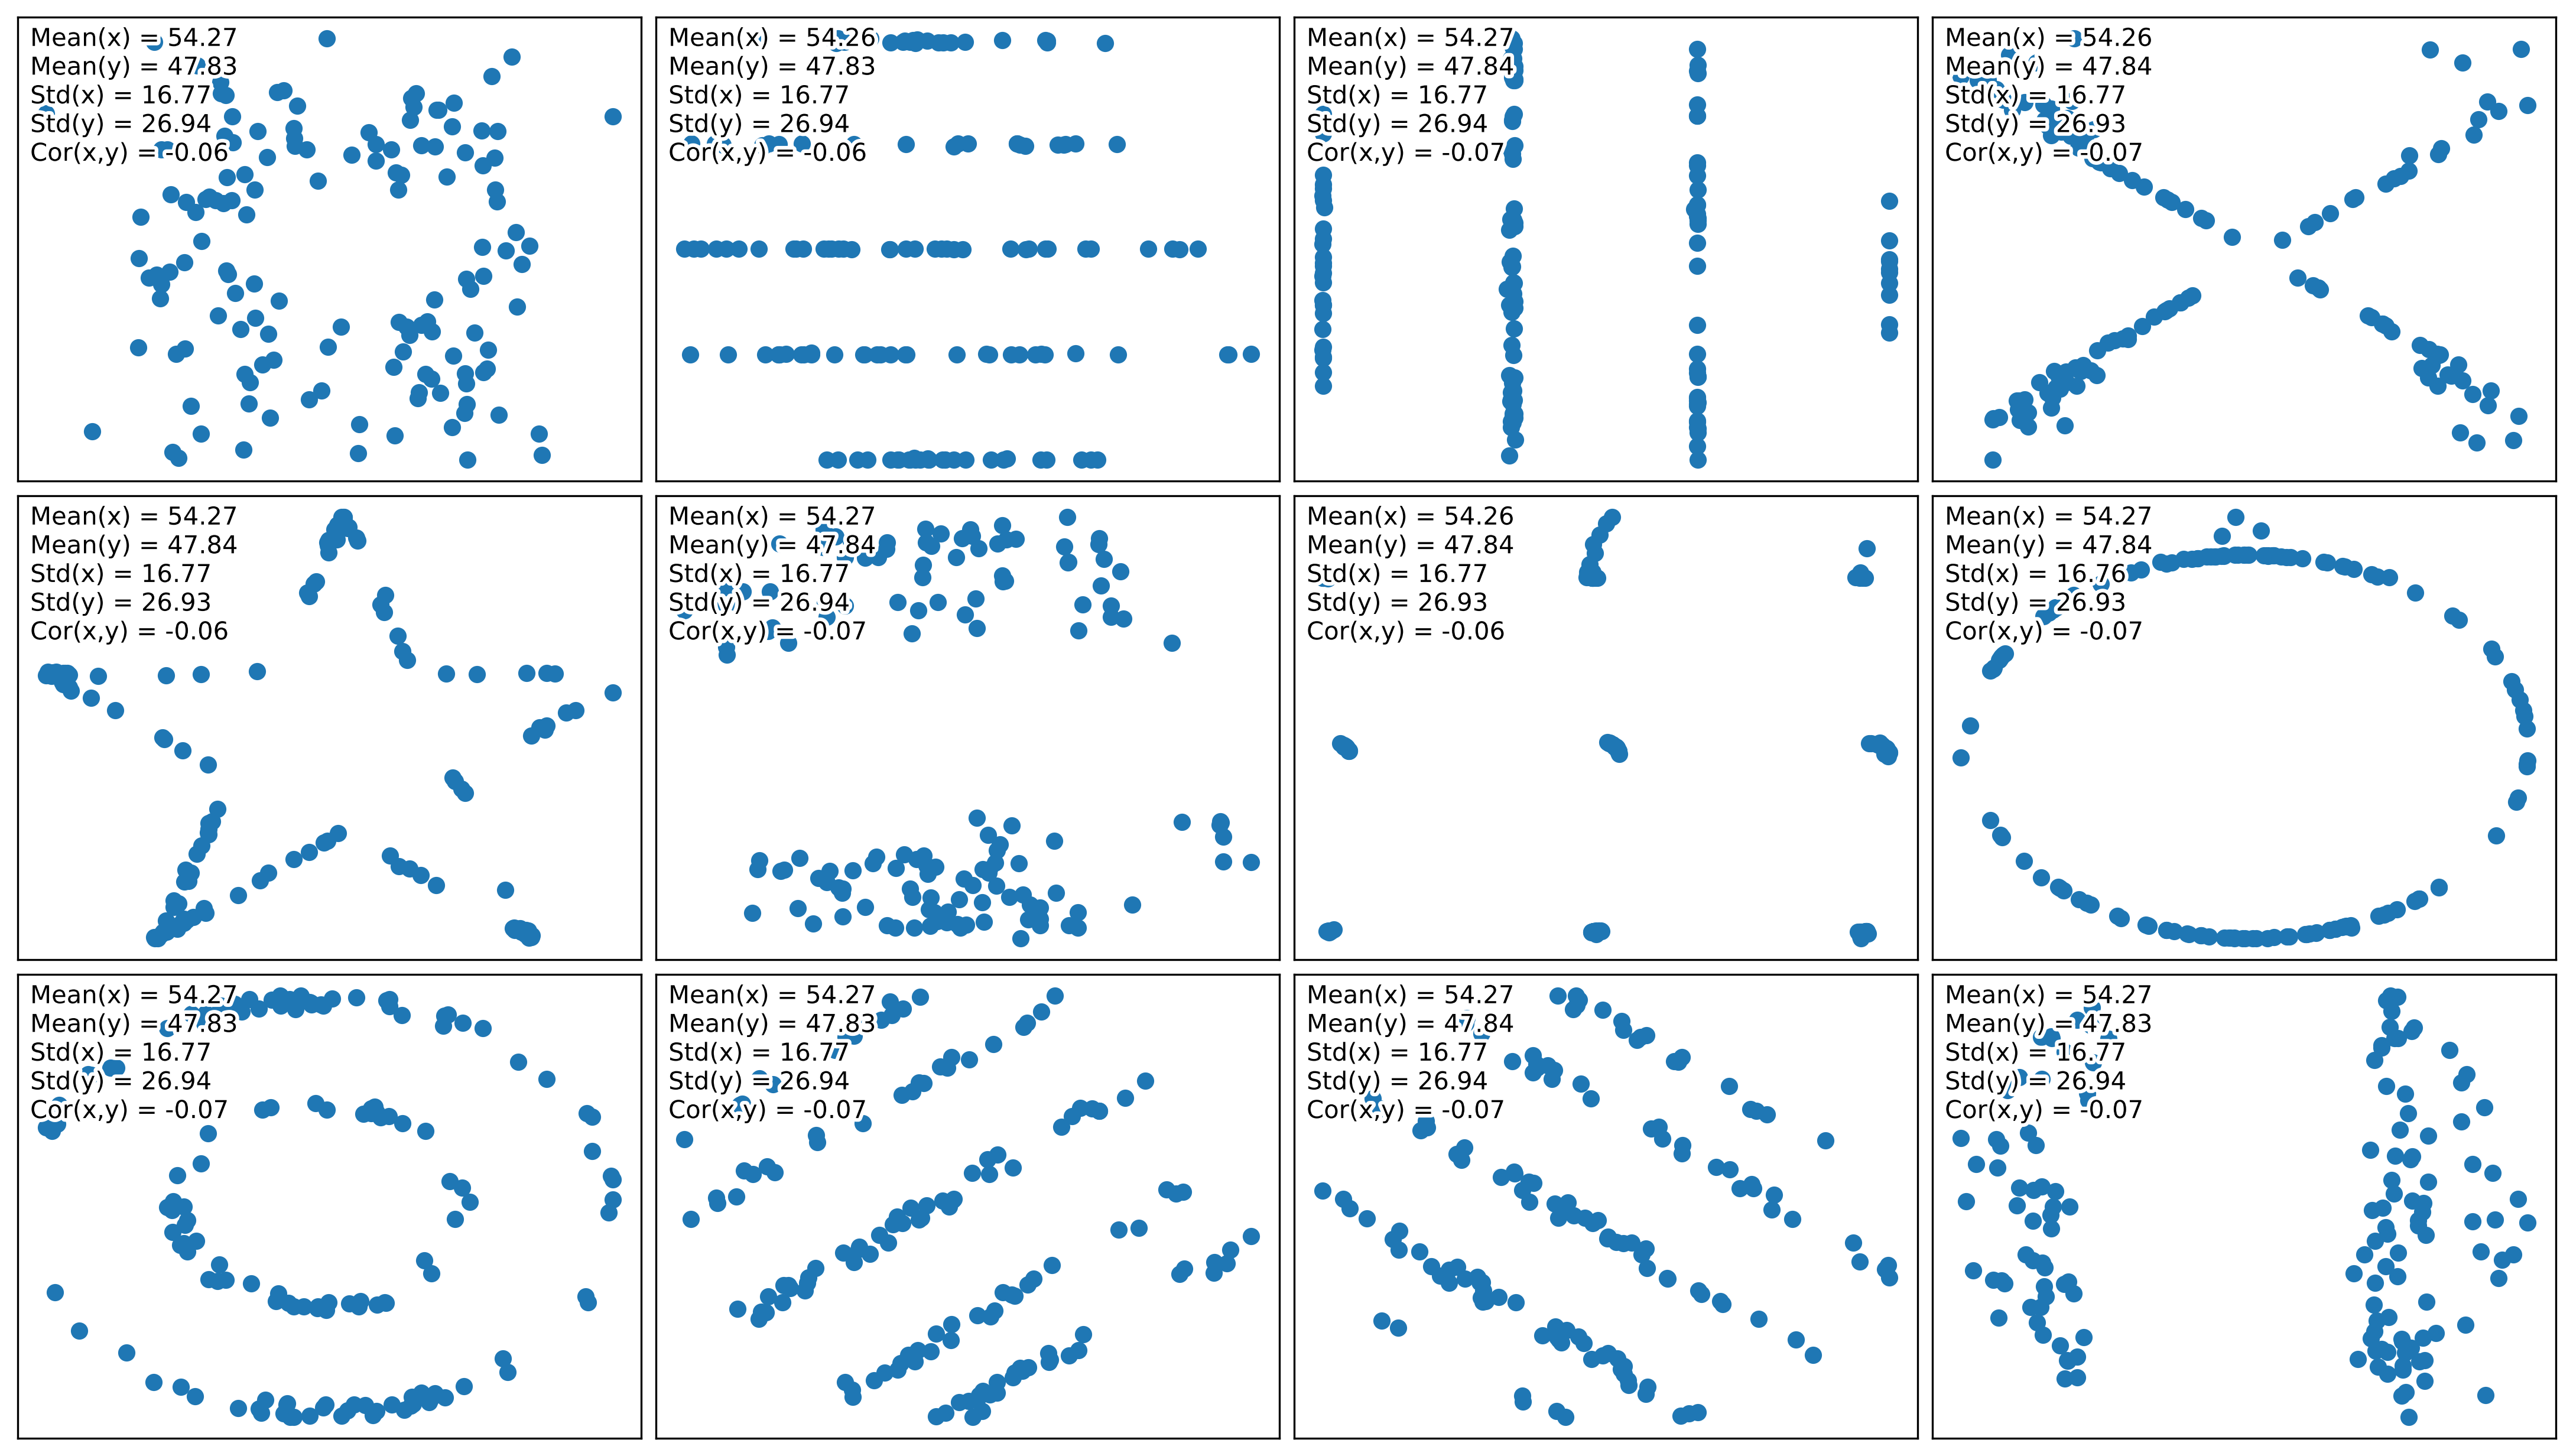 Mean(x) = 54.27
Mean(y) = 47.83
Std(x) = 16.77
Std(y) = 26.94
Cor(x,y) = -0.06
Mean(x) = 54.26
Mean(y) = 47.83
Std(x) = 16.77
Std(y) = 26.94
Cor(x,y) = -0.06
Mean(x) = 54.27
Mean(y) = 47.84
Std(x) = 16.77
Std(y) = 26.94
Cor(x,y) = -0.07
Mean(x) = 54.26
Mean(y) = 47.84
Std(x) = 16.77
Std(y) = 26.93
Cor(x,y) = -0.07
Mean(x) = 54.27
Mean(y) = 47.84
Std(x) = 16.77
Std(y) = 26.93
Cor(x,y) = -0.06
Mean(x) = 54.27
Mean(y) = 47.84
Std(x) = 16.77
Std(y) = 26.94
Cor(x,y) = -0.07
Mean(x) = 54.26
Mean(y) = 47.84
Std(x) = 16.77
Std(y) = 26.93
Cor(x,y) = -0.06
Mean(x) = 54.27
Mean(y) = 47.84
Std(x) = 16.76
Std(y) = 26.93
Cor(x,y) = -0.07
Mean(x) = 54.27
Mean(y) = 47.83
Std(x) = 16.77
Std(y) = 26.94
Cor(x,y) = -0.07
Mean(x) = 54.27
Mean(y) = 47.83
Std(x) = 16.77
Std(y) = 26.94
Cor(x,y) = -0.07
Mean(x) = 54.27
Mean(y) = 47.84
Std(x) = 16.77
Std(y) = 26.94
Cor(x,y) = -0.07
Mean(x) = 54.27
Mean(y) = 47.83
Std(x) = 16.77
Std(y) = 26.94
Cor(x,y) = -0.07